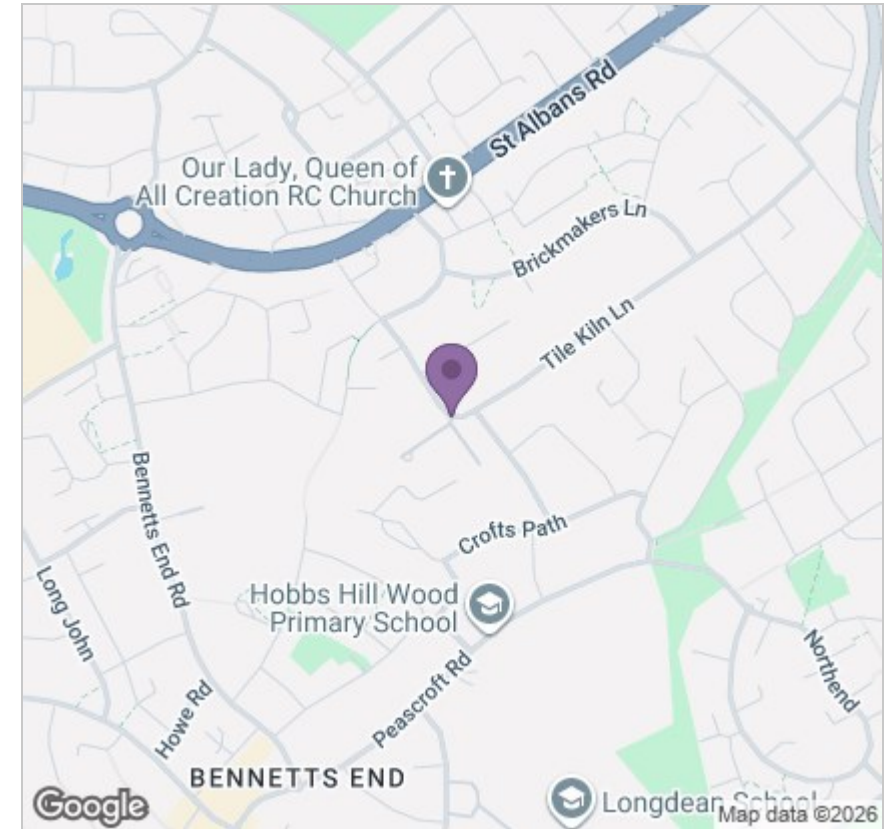 St Albans Rd
Our Lady, Queen of
All Creation RC Church
Brickmakers Ln
Tile Kiln Ln
Bennetts End Rd
Crofts Path
Long John
Hobbs Hill Wood
Primary School
Northend
Peascroft Rd
Howe Rd
BENNETTS END
Longdean School
Google
Map data ©2026